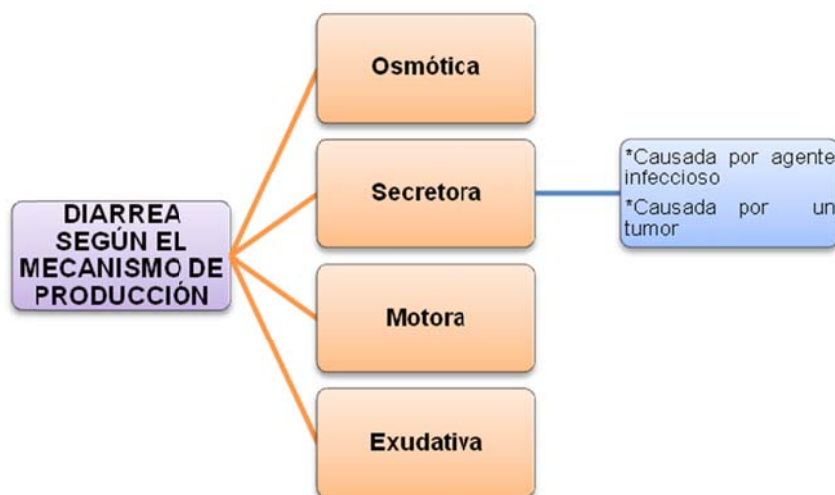 Osmótica
*Causada por agente
infeccioso
*Causada por un
tumor
Secretora
DIARREA
SEGÚN EL
MECANISMO DE
PRODUCCIÓN
Motora
Exudativa